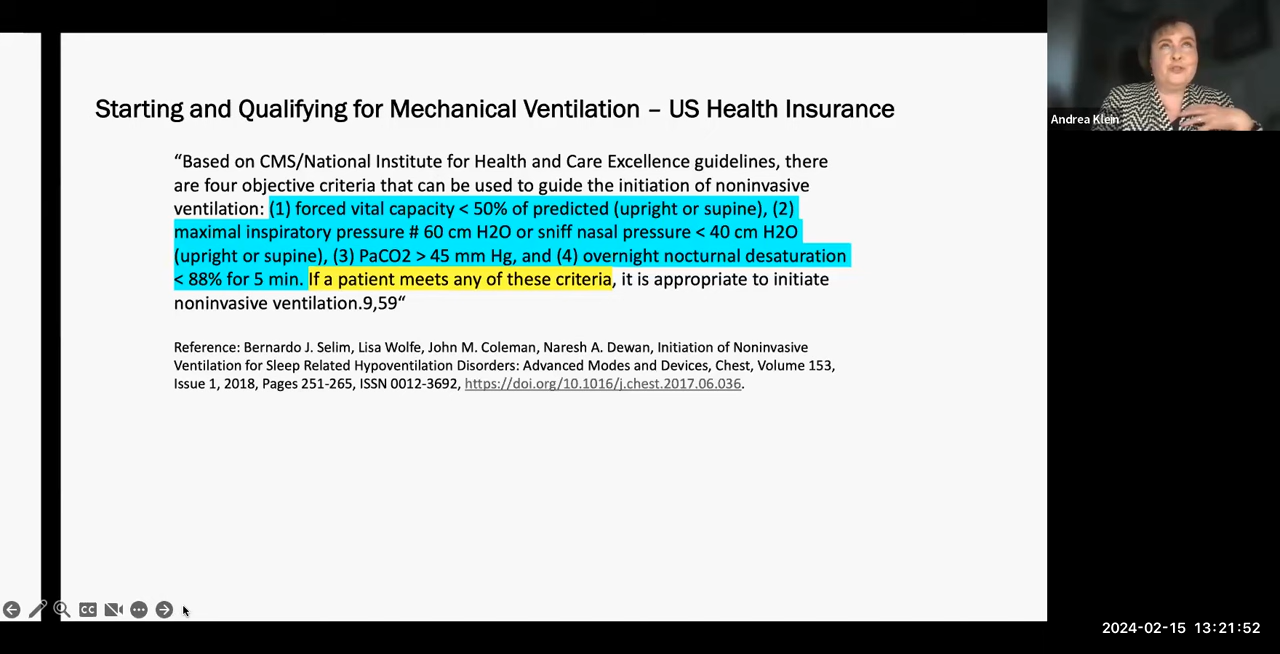 Starting and Qualifying for Mechanical Ventilation – US Health Insurance
“Based on CMS/National Institute for Health and Care Excellence guidelines, there
are four objective criteria that can be used to guide the initiation of noninvasive
ventilation: (1) forced vital capacity < 50% of predicted (upright or supine), (2)
maximal inspiratory pressure # 60 cm H2O or sniff nasal pressure < 40 cm H2O
(upright or supine), (3) PaCO2 > 45 mm Hg, and (4) overnight nocturnal desaturation
< 88% for 5 min. If a patient meets any of these criteria, it is appropriate to initiate
noninvasive ventilation.9,59“
Reference: Bernardo J. Selim, Lisa Wolfe, John M. Coleman, Naresh A. Dewan, Initiation of Noninvasive
Ventilation for Sleep Related Hypoventilation Disorders: Advanced Modes and Devices, Chest, Volume 153,
Issue 1, 2018, Pages 251-265, ISSN 0012-3692, https://doi.org/10.1016/j.chest.2017.06.036.
Andrea Klein
CC
2024-02-15 13:21:52